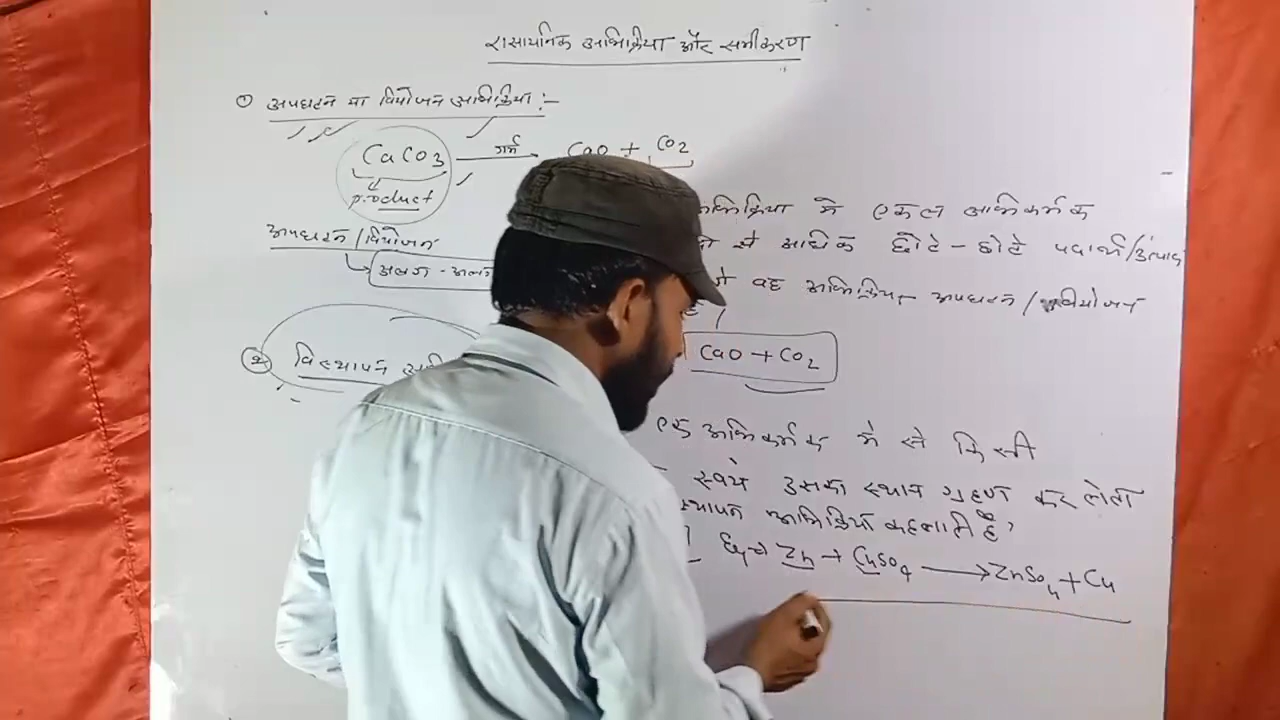 रासायनिक अभिक्रिया और समीकरण
① अपघटन या वियोजन अभिक्रिया :-
CaCO3 गर्म → CaO + CO2
product
अभिक्रिया मे एकल अभिकर्मक
अपघटन/वियोजन
से अधिक छोटे-छोटे पदार्थ/उत्पाद
अलग-अलग
वह अभिक्रिया अपघटन/वियोजन
② विस्थापन
CaO + CO2
एक अभिकर्मक मे से किसी
स्वयं उसका स्थान ग्रहण कर लेता
अभिक्रिया कहलाती है,
Zn + CuSO4 → ZnSO4 + Cu